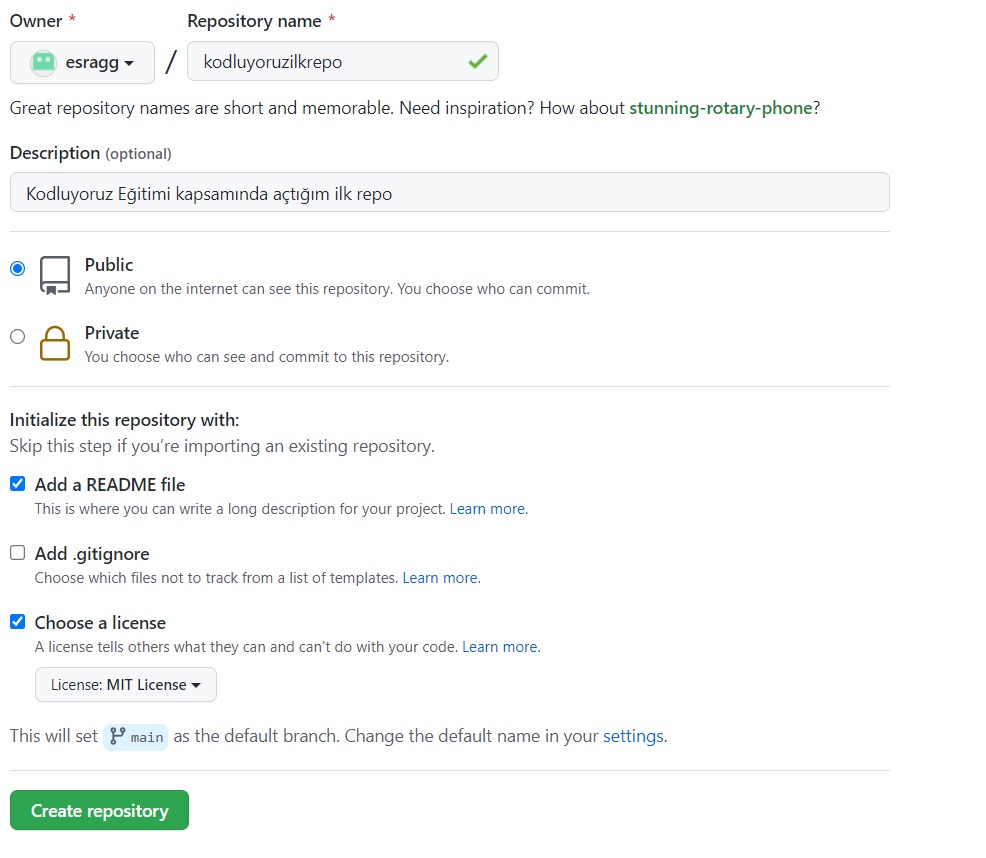 Owner * Repository name *
esragg / kodluyoruzilkrepo
Great repository names are short and memorable. Need inspiration? How about stunning-rotary-phone?
Description (optional)
Kodluyoruz Eğitimi kapsamında açtığım ilk repo
Public
Anyone on the internet can see this repository. You choose who can commit.
Private
You choose who can see and commit to this repository.
Initialize this repository with:
Skip this step if you’re importing an existing repository.
Add a README file
This is where you can write a long description for your project. Learn more.
Add .gitignore
Choose which files not to track from a list of templates. Learn more.
Choose a license
A license tells others what they can and can't do with your code. Learn more.
License: MIT License
This will set main as the default branch. Change the default name in your settings.
Create repository